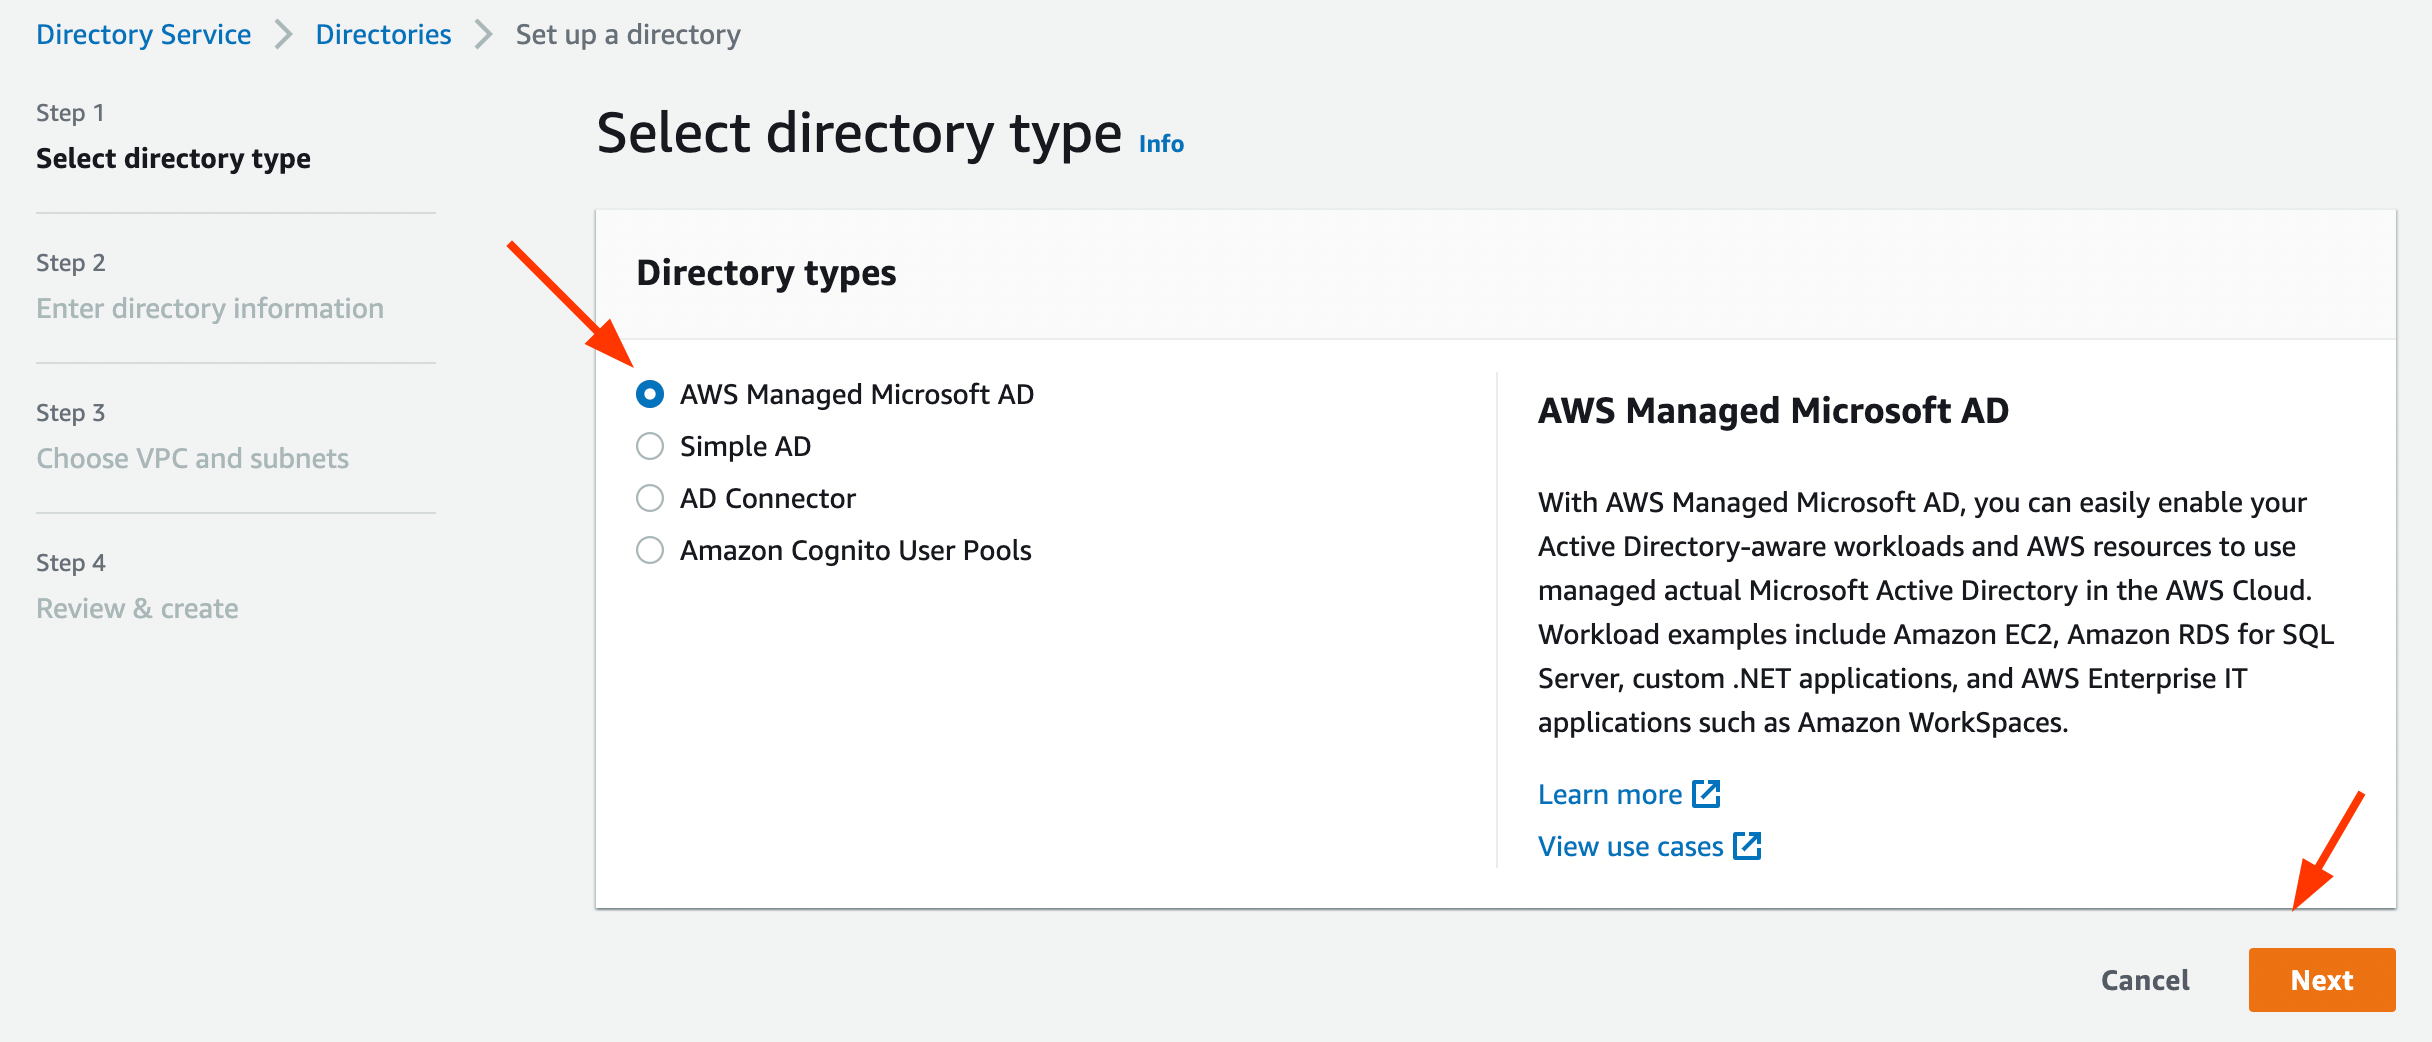 Directory Service > Directories > Set up a directory
Step 1
Select directory type
Step 2
Enter directory information
Step 3
Choose VPC and subnets
Step 4
Review & create
Select directory type Info
Directory types
AWS Managed Microsoft AD
Simple AD
AD Connector
Amazon Cognito User Pools
AWS Managed Microsoft AD
With AWS Managed Microsoft AD, you can easily enable your
Active Directory-aware workloads and AWS resources to use
managed actual Microsoft Active Directory in the AWS Cloud.
Workload examples include Amazon EC2, Amazon RDS for SQL
Server, custom .NET applications, and AWS Enterprise IT
applications such as Amazon WorkSpaces.
Learn more
View use cases
Cancel
Next